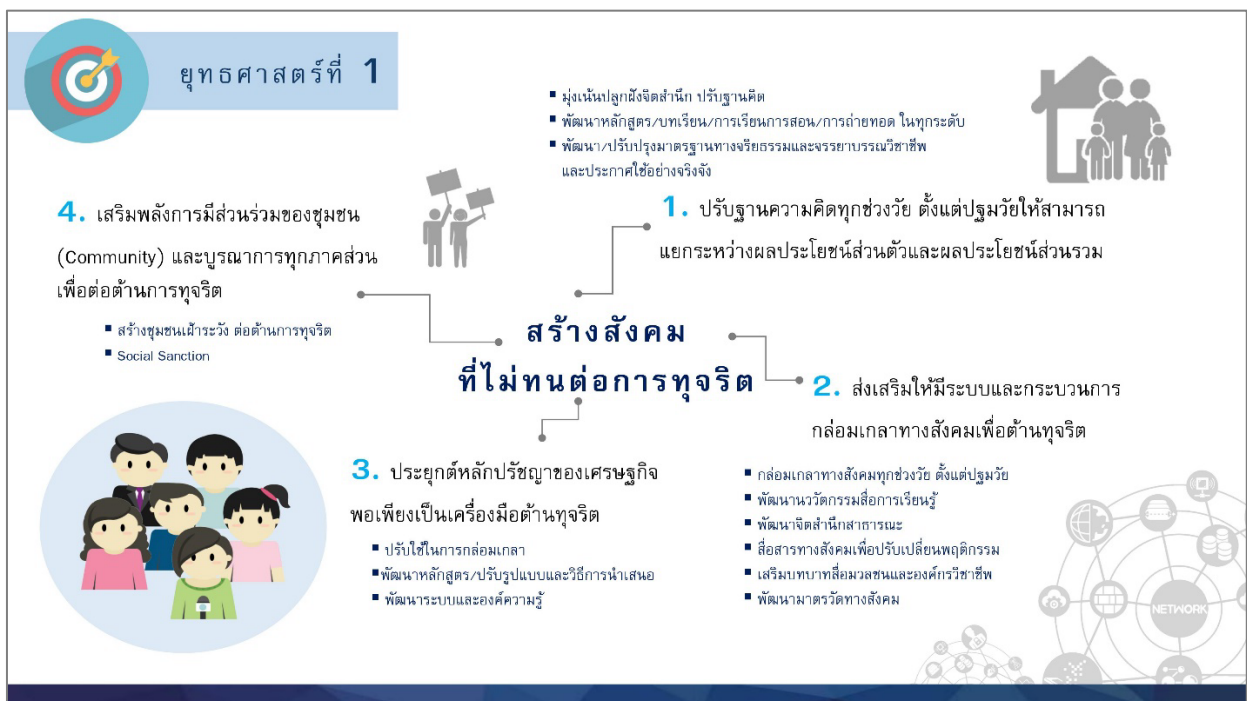 ยุทธศาสตร์ที่ 1
▪ มุ่งเน้นปลูกฝังจิตสำนึก ปรับฐานคิด
▪ พัฒนาหลักสูตร/บทเรียน/การเรียนการสอน/การถ่ายทอด ในทุกระดับ
▪ พัฒนา/ปรับปรุงมาตรฐานทางจริยธรรมและจรรยาบรรณวิชาชีพ
และประกาศใช้อย่างจริงจัง
1. ปรับฐานความคิดทุกช่วงวัย ตั้งแต่ปฐมวัยให้สามารถ
แยกระหว่างผลประโยชน์ส่วนตัวและผลประโยชน์ส่วนรวม
4. เสริมพลังการมีส่วนร่วมของชุมชน
(Community) และบูรณาการทุกภาคส่วน
เพื่อต่อต้านการทุจริต
▪ สร้างชุมชนเฝ้าระวัง ต่อต้านการทุจริต
▪ Social Sanction
สร้างสังคม
ที่ไม่ทนต่อการทุจริต
2. ส่งเสริมให้มีระบบและกระบวนการ
กล่อมเกลาทางสังคมเพื่อต้านทุจริต
▪ กล่อมเกลาทางสังคมทุกช่วงวัย ตั้งแต่ปฐมวัย
▪ พัฒนานวัตกรรมสื่อการเรียนรู้
▪ พัฒนาจิตสำนึกสาธารณะ
▪ สื่อสารทางสังคมเพื่อปรับเปลี่ยนพฤติกรรม
▪ เสริมบทบาทสื่อมวลชนและองค์กรวิชาชีพ
▪ พัฒนามาตรวัดทางสังคม
3. ประยุกต์หลักปรัชญาของเศรษฐกิจ
พอเพียงเป็นเครื่องมือต้านทุจริต
▪ ปรับใช้ในการกล่อมเกลา
▪พัฒนาหลักสูตร/ปรับรูปแบบและวิธีการนำเสนอ
▪ พัฒนาระบบและองค์ความรู้
NETWORK